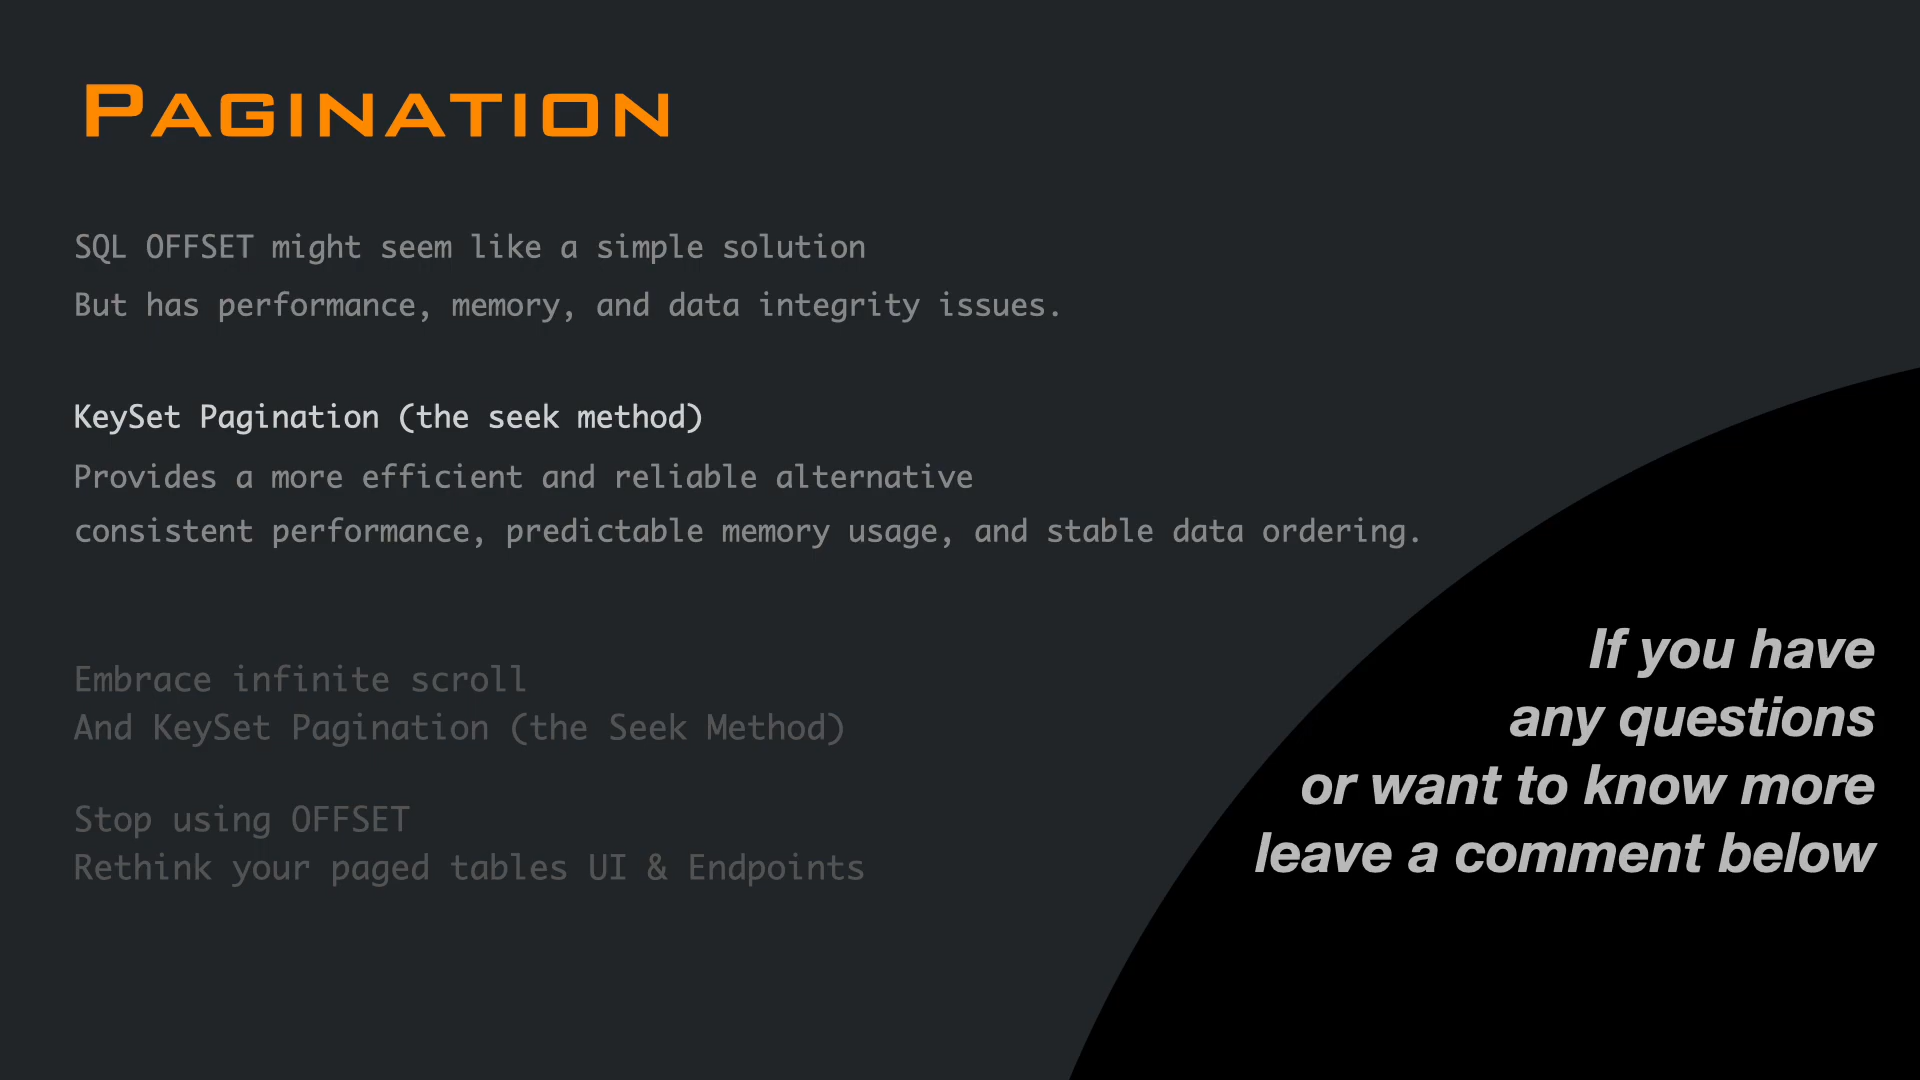 PAGINATION
SQL OFFSET might seem like a simple solution
But has performance, memory, and data integrity issues.
KeySet Pagination (the seek method)
Provides a more efficient and reliable alternative
consistent performance, predictable memory usage, and stable data ordering.
Embrace infinite scroll
And KeySet Pagination (the Seek Method)
Stop using OFFSET
Rethink your paged tables UI & Endpoints
If you have
any questions
or want to know more
leave a comment below